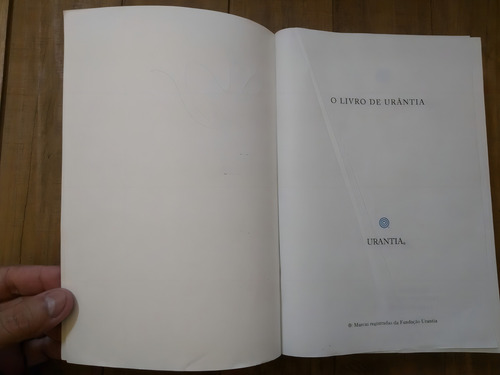 O LIVRO DE URÂNTIA
URANTIA®
® Marcas registradas da Fundação Urantia